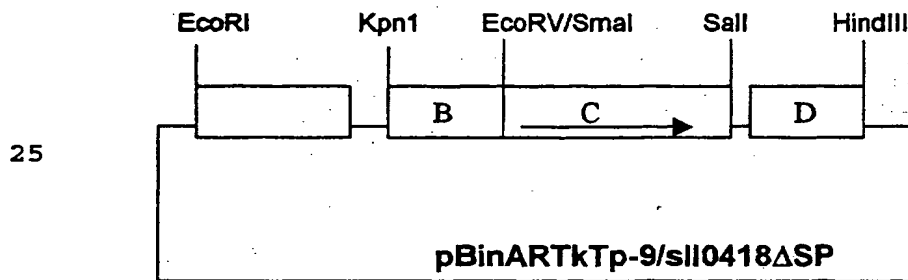 EcoRI Kpn1 EcoRV/SmaI SalI HindIII
B C D
25
pBinARTkTp-9/sll0418ΔSP